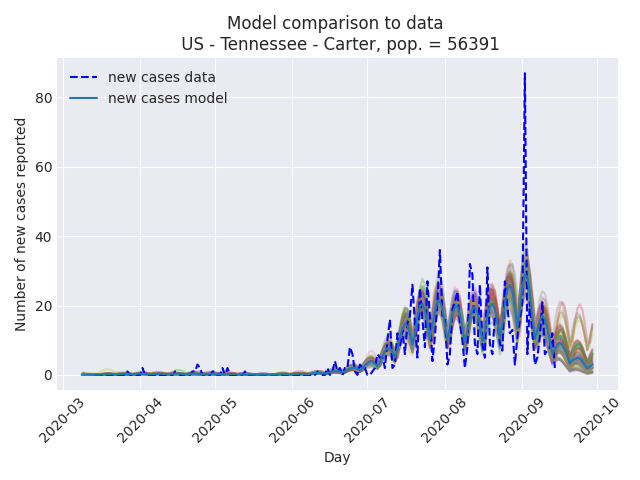 Model comparison to data
US - Tennessee - Carter, pop. = 56391
new cases data
new cases model
Number of new cases reported
80
60
40
20
0
2020-03
2020-04
2020-05
2020-06
2020-07
2020-08
2020-09
2020-10
Day